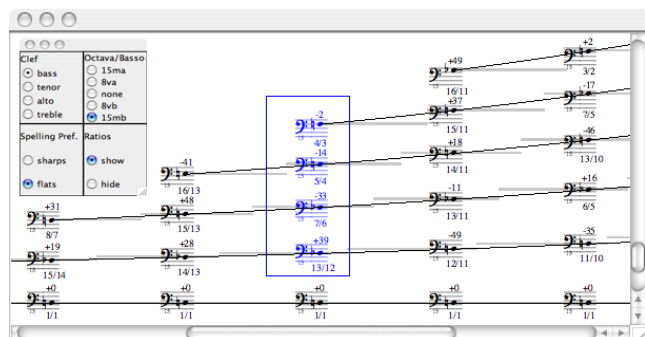 Clef
bass
tenor
alto
treble
Octava/Basso
15ma
8va
none
8vb
15mb
Spelling Pref.
sharps
flats
Ratios
show
hide
+49
16/11
+2
3/2
-2
4/3
+37
15/11
-17
7/5
-41
16/13
-14
5/4
+18
14/11
-46
13/10
+31
8/7
+48
15/13
-33
7/6
-11
13/11
+16
6/5
+19
15/14
+28
14/13
+39
13/12
-49
12/11
-35
11/10
+0
1/1
+0
1/1
+0
1/1
+0
1/1
+0
1/1